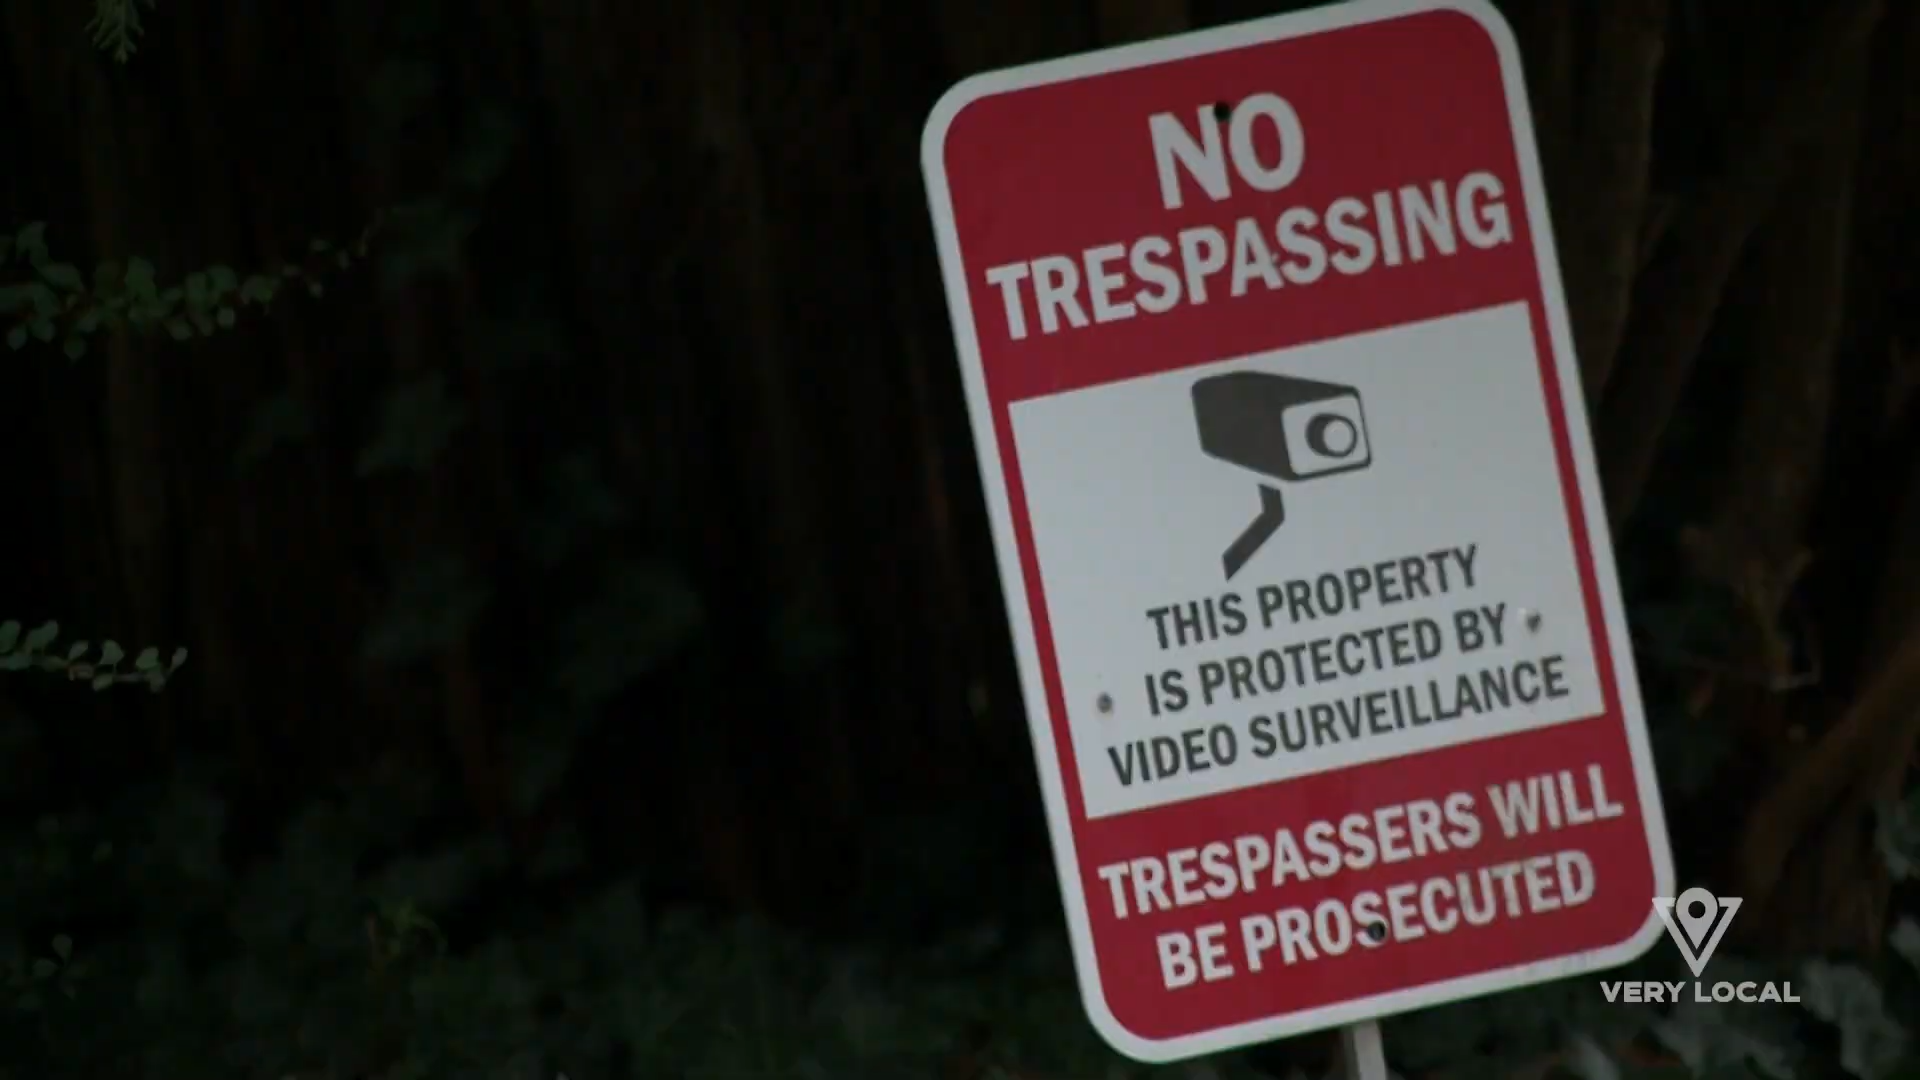 NO
TRESPASSING
THIS PROPERTY
IS PROTECTED BY
VIDEO SURVEILLANCE
TRESPASSERS WILL
BE PROSECUTED
VERY LOCAL